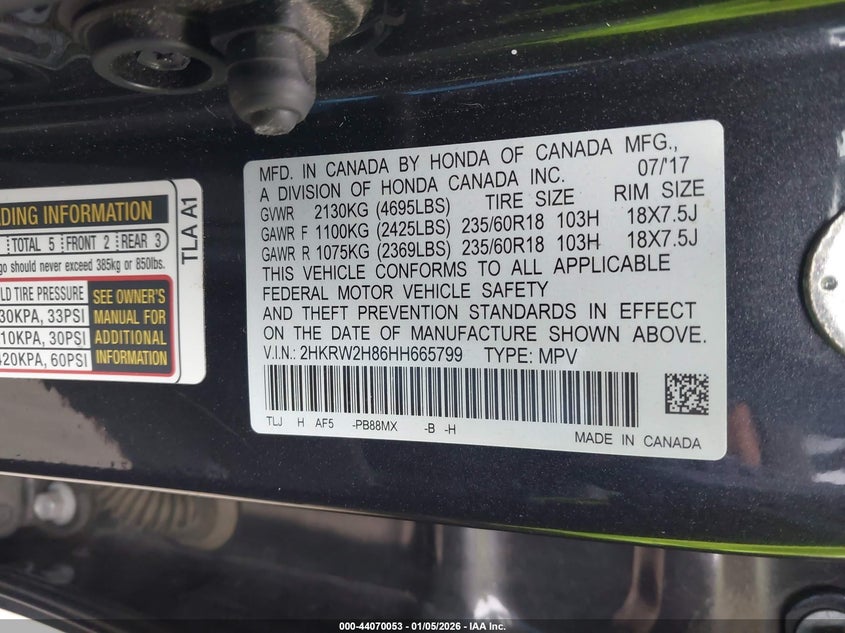 DING INFORMATION
TOTAL 5 FRONT 2 REAR 3
go should never exceed 385kg or 850lbs.
LD TIRE PRESSURE
30KPA, 33PSI
10KPA, 30PSI
420KPA, 60PSI
SEE OWNER'S
MANUAL FOR
ADDITIONAL
INFORMATION
TLA A1
MFD. IN CANADA BY HONDA OF CANADA MFG., 07/'17
A DIVISION OF HONDA CANADA INC.
GVWR 2130KG (4695LBS) TIRE SIZE RIM SIZE
GAWR F 1100KG (2425LBS) 235/60R18 103H 18X7.5J
GAWR R 1075KG (2369LBS) 235/60R18 103H 18X7.5J
THIS VEHICLE CONFORMS TO ALL APPLICABLE
FEDERAL MOTOR VEHICLE SAFETY
AND THEFT PREVENTION STANDARDS IN EFFECT
ON THE DATE OF MANUFACTURE SHOWN ABOVE.
V.I.N.: 2HKRW2H86HH665799 TYPE: MPV
TLJ H AF5 -PB88MX -B -H
MADE IN CANADA
000-44070053 - 01/05/2026 - IAA Inc.